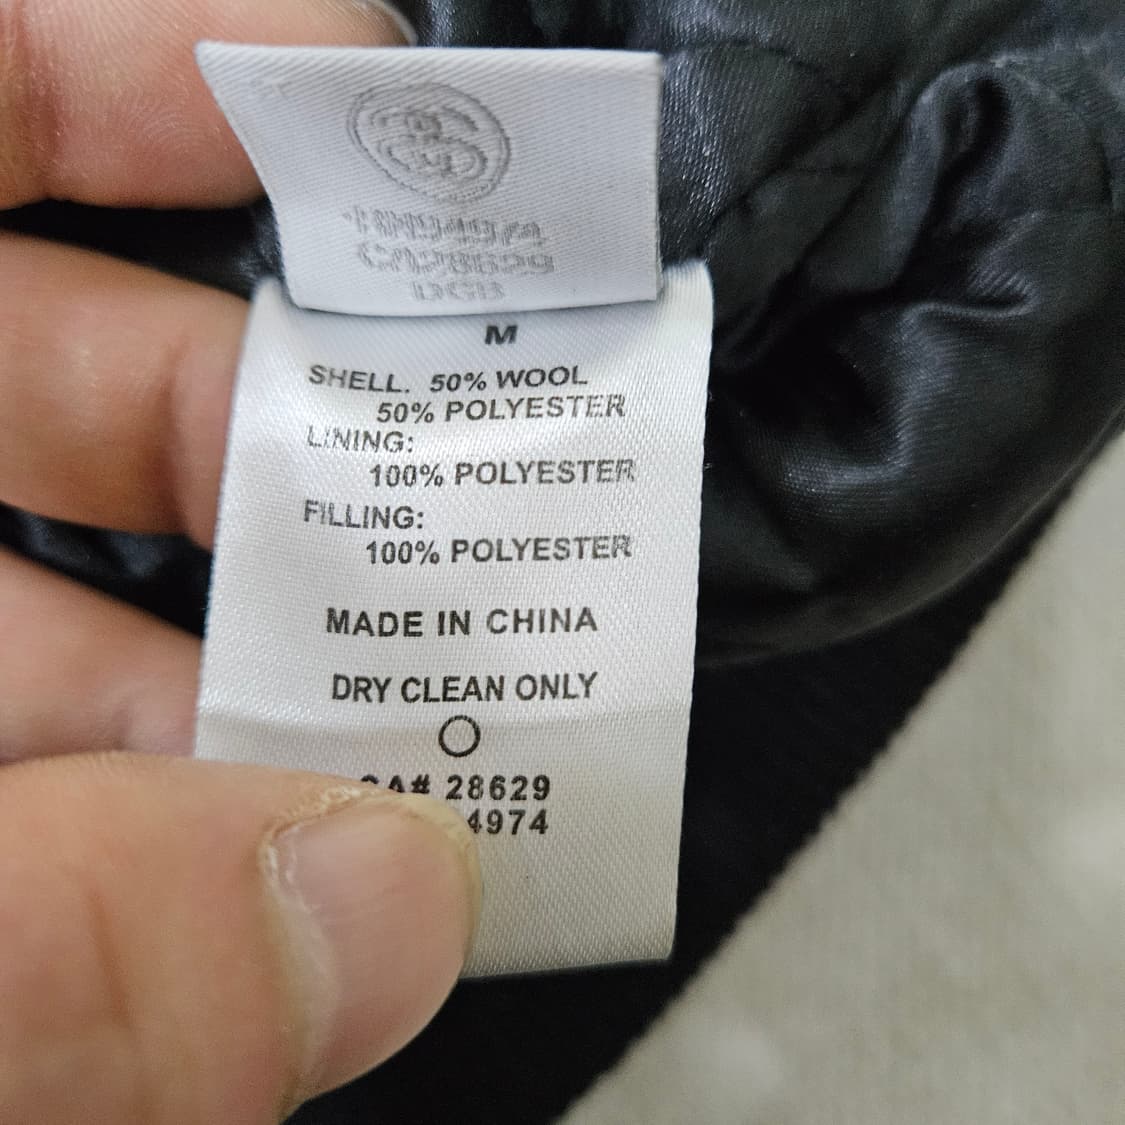 M
SHELL. 50% WOOL
50% POLYESTER
LINING:
100% POLYESTER
FILLING:
100% POLYESTER
MADE IN CHINA
DRY CLEAN ONLY
CA# 28629
4974